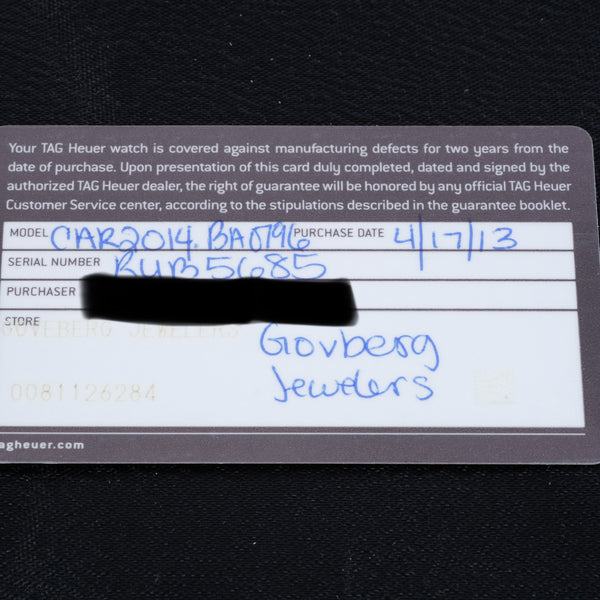 Your TAG Heuer watch is covered against manufacturing defects for two years from the
date of purchase. Upon presentation of this card duly completed, dated and signed by the
authorized TAG Heuer dealer, the right of guarantee will be honored by any official TAG Heuer
Customer Service center, according to the stipulations described in the guarantee booklet.
MODEL CAR2014.BA0796 PURCHASE DATE 4/17/13
SERIAL NUMBER RUB5685
PURCHASER
STORE
GOVEBERG JEWELERS
Govberg
Jewelers
0081126284
agheuer.com